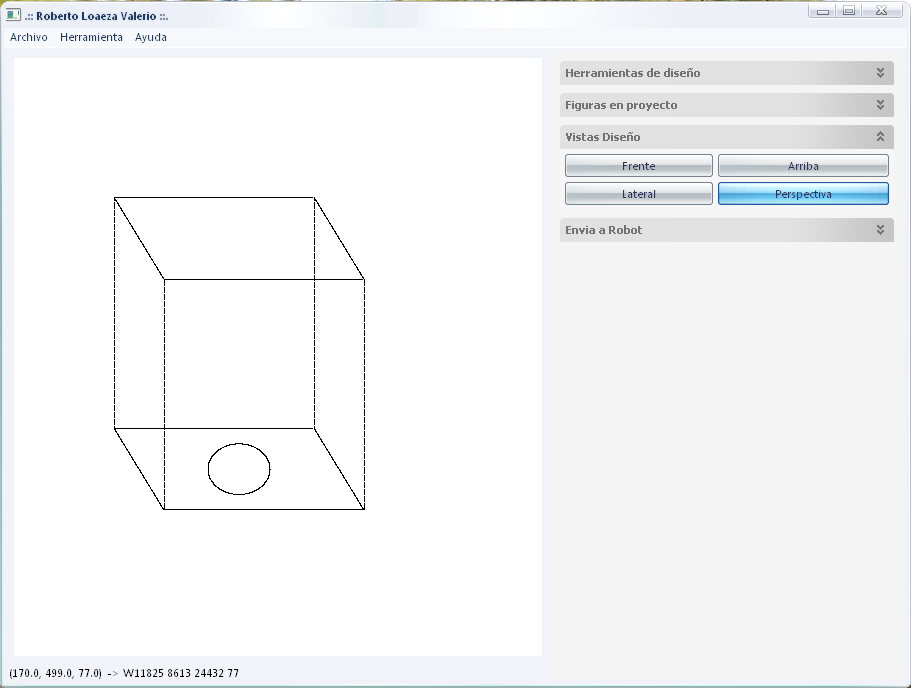 .:: Roberto Loaeza Valerio ::.
Archivo Herramienta Ayuda
Herramientas de diseño
Figuras en proyecto
Vistas Diseño
Frente Arriba
Lateral Perspectiva
Envia a Robot
(170.0, 499.0, 77.0) -> W11825 8613 24432 77